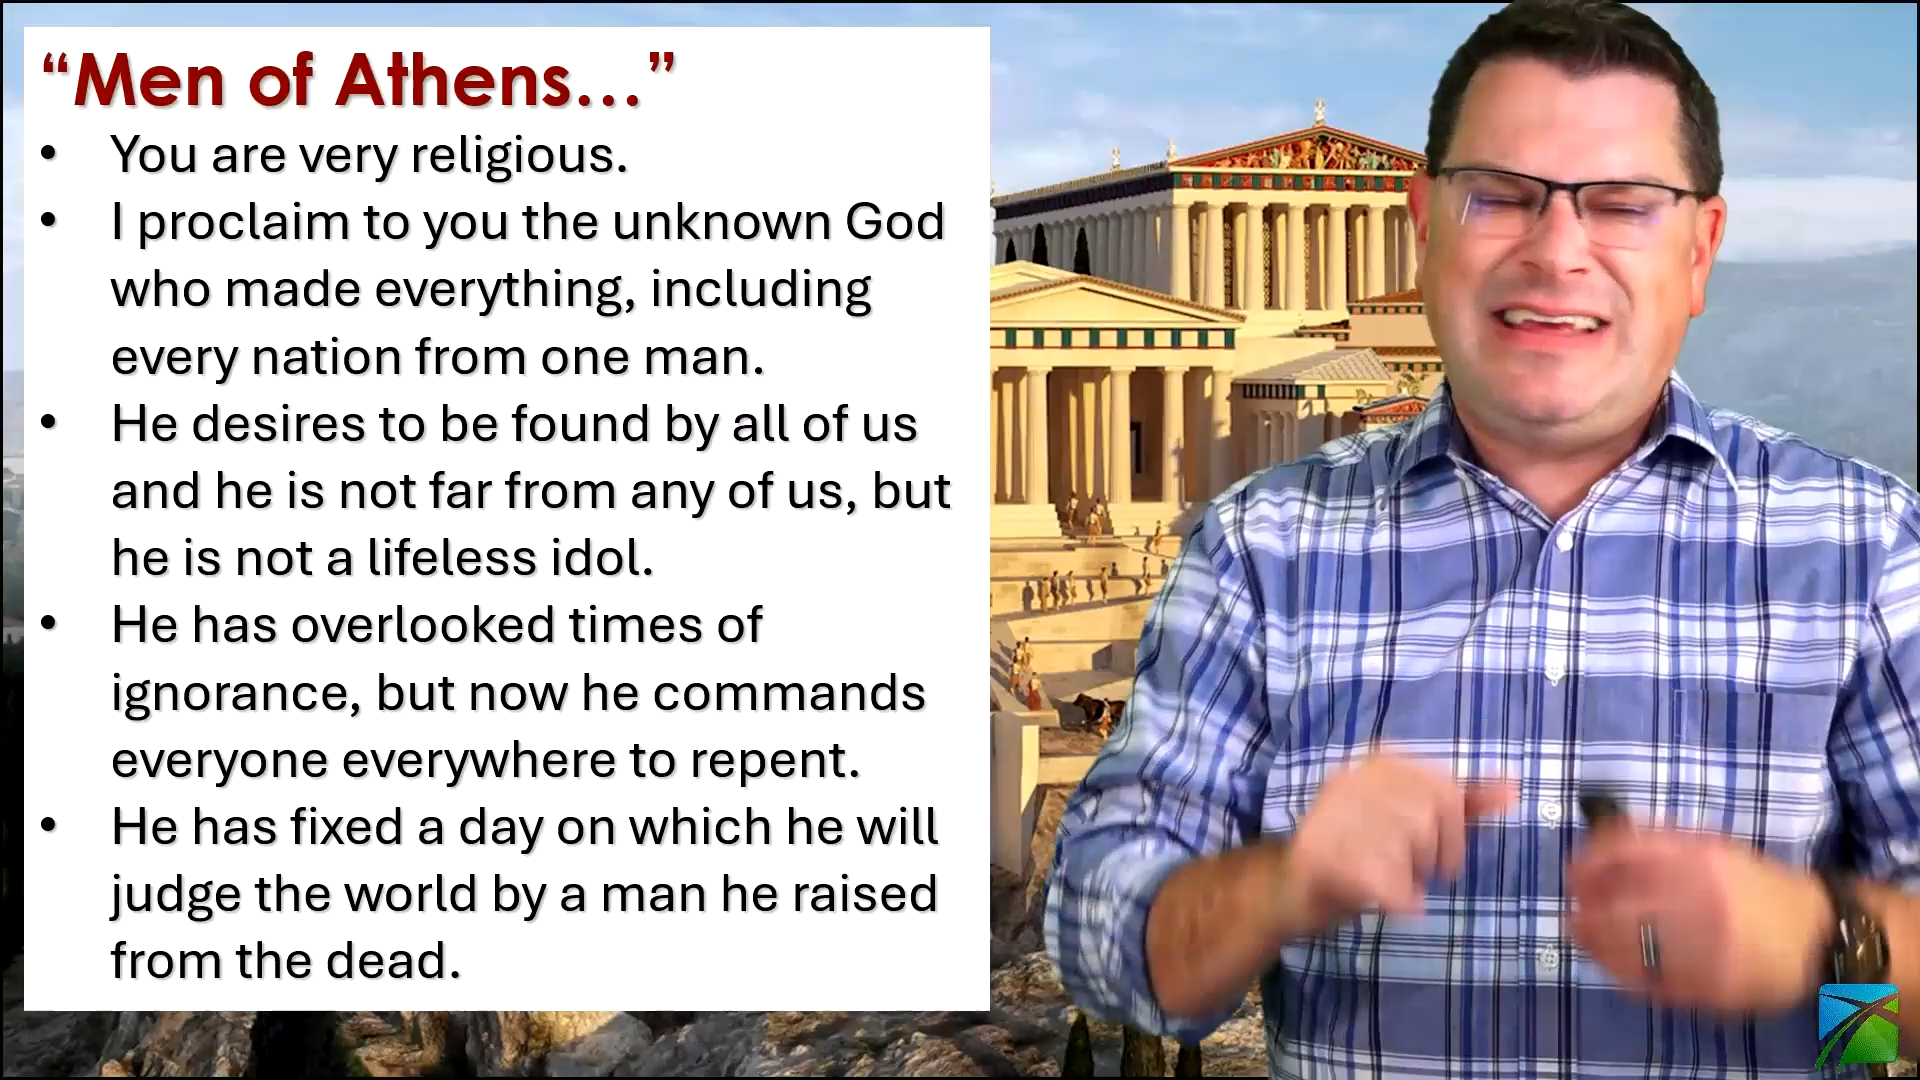 “Men of Athens…”
• You are very religious.
• I proclaim to you the unknown God
who made everything, including
every nation from one man.
• He desires to be found by all of us
and he is not far from any of us, but
he is not a lifeless idol.
• He has overlooked times of
ignorance, but now he commands
everyone everywhere to repent.
• He has fixed a day on which he will
judge the world by a man he raised
from the dead.